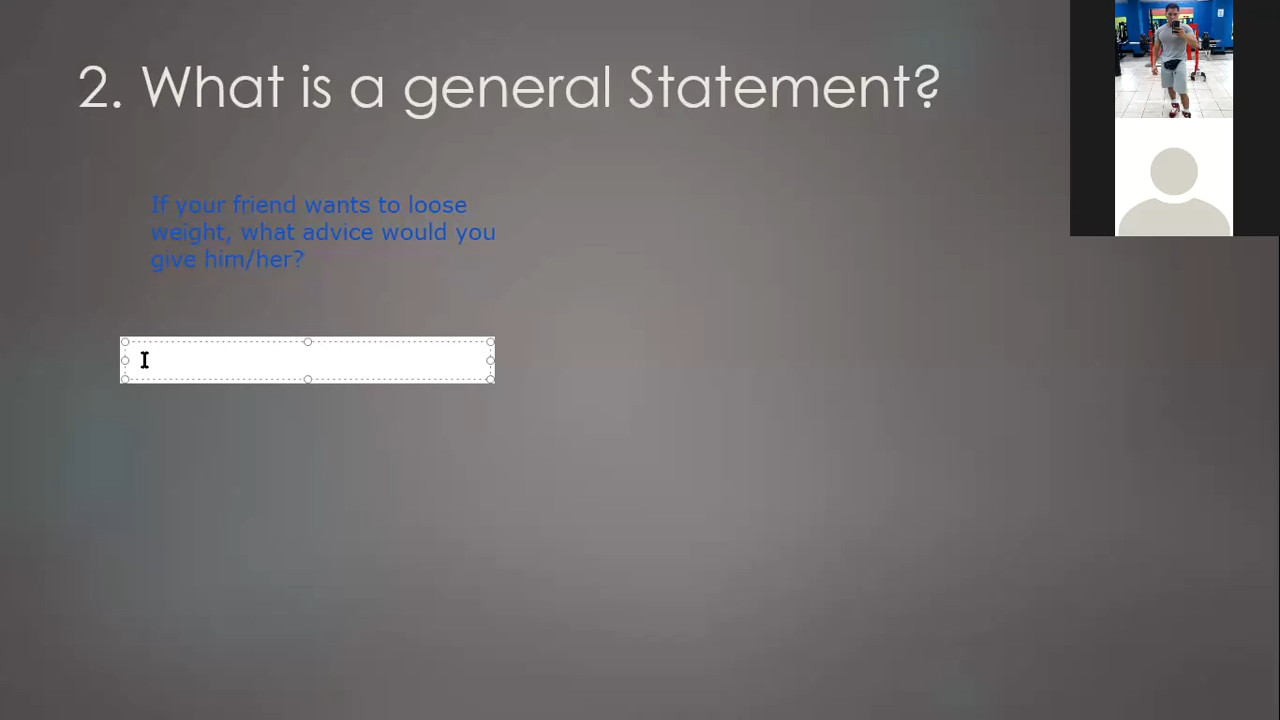 2. What is a general Statement?
If your friend wants to loose
weight, what advice would you
give him/her?